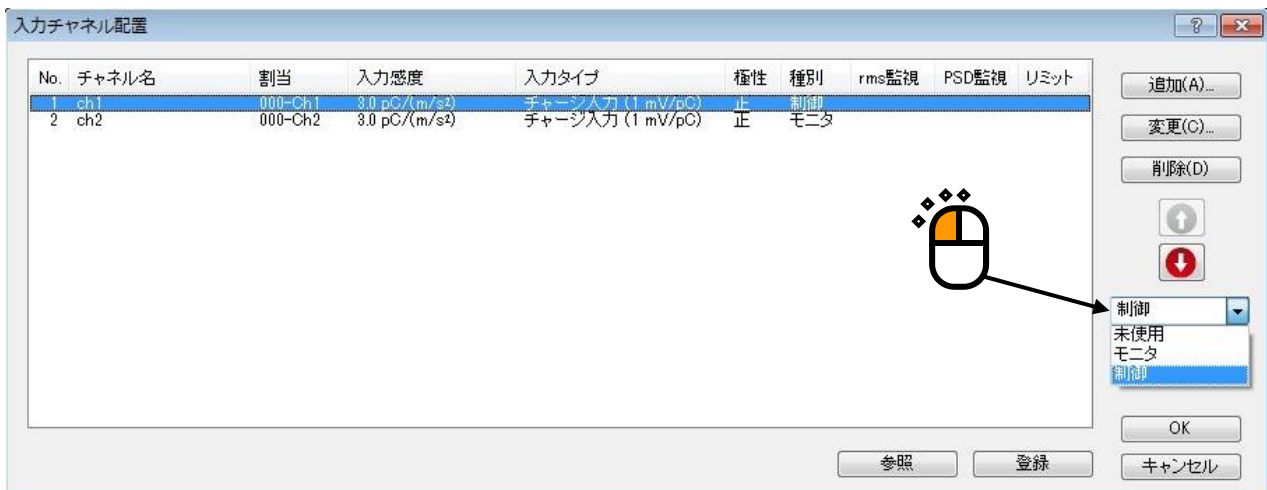 入力チャネル配置
No. チャネル名 割当 入力感度 入力タイプ 極性 種別 rms監視 PSD監視 リミット
1 ch1 000-Ch1 3.0 pC/(m/s²) チャージ入力 (1 mV/pC) 正 制御
2 ch2 000-Ch2 3.0 pC/(m/s²) チャージ入力 (1 mV/pC) 正 モニタ
追加(A)...
変更(C)...
削除(D)
制御
未使用
モニタ
制御
OK
参照 登録 キャンセル